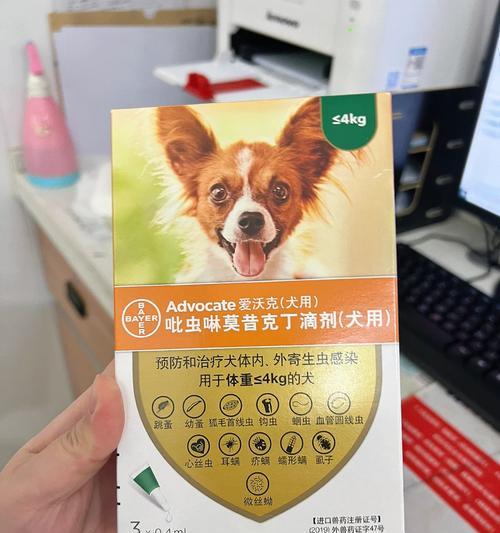 ≤4kg
BAYER
BAYER
Advocate 爱沃克(犬用)
吡虫啉莫昔克丁滴剂(犬用)
预防和治疗犬体内、外寄生虫感染
用于体重≤4kg的犬
跳蚤 幼蚤 狐毛首线虫 钩虫 蛔虫 血管圆线虫
心丝虫 耳螨 疥螨 蠕形螨 虱子
微丝蚴
3 x 0.4ml
【进口兽药注册证号】
(2019)外兽药证字47号